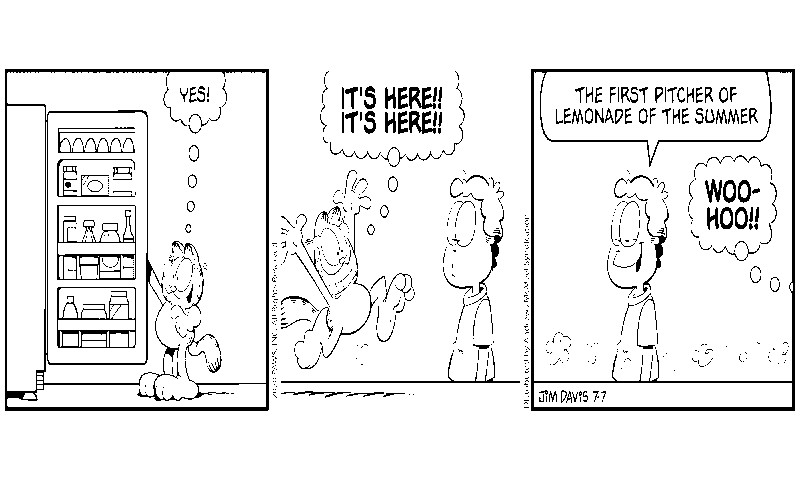 YES!
IT'S HERE!!
IT'S HERE!!
THE FIRST PITCHER OF
LEMONADE OF THE SUMMER
WOO-
HOO!!
JIM DAVIS 7-7